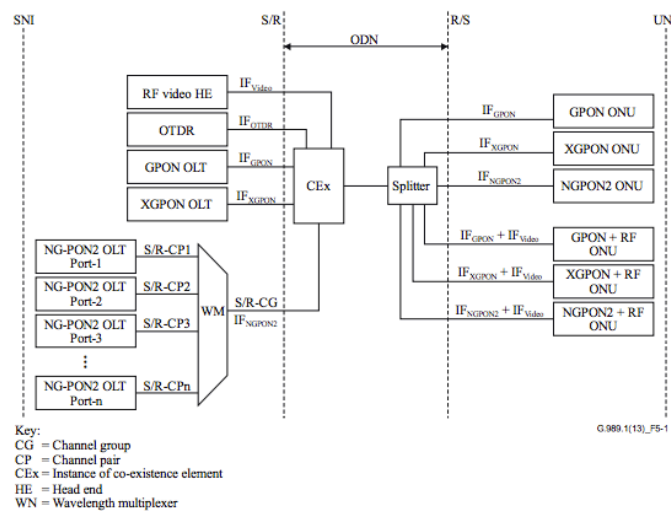 SNI
S/R
R/S
UN
ODN
RF video HE
IFVideo
OTDR
IFOTDR
GPON OLT
IFGPON
XGPON OLT
IFXGPON
CEx
Splitter
IFGPON
GPON ONU
IFXGPON
XGPON ONU
IFNGPON2
NGPON2 ONU
IFGPON + IFVideo
GPON + RF
ONU
IFXGPON + IFVideo
XGPON + RF
ONU
IFNGPON2 + IFVideo
NGPON2 + RF
ONU
NG-PON2 OLT
Port-1
S/R-CP1
NG-PON2 OLT
Port-2
S/R-CP2
NG-PON2 OLT
Port-3
S/R-CP3
NG-PON2 OLT
Port-n
S/R-CPn
WM
S/R-CG
IFNGPON2
G.989.1(13)_F5-1
Key:
CG = Channel group
CP = Channel pair
CEx = Instance of co-existence element
HE = Head end
WN = Wavelength multiplexer